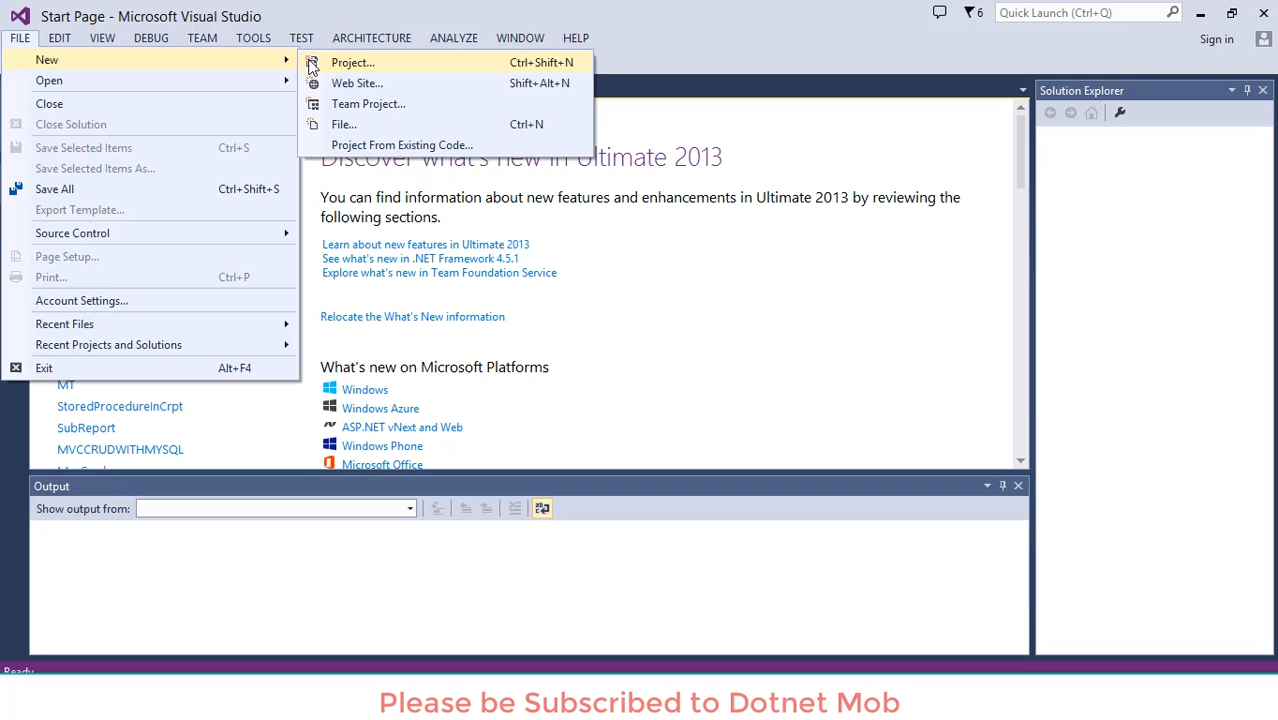 Start Page - Microsoft Visual Studio
6
Quick Launch (Ctrl+Q)
FILE EDIT VIEW DEBUG TEAM TOOLS TEST ARCHITECTURE ANALYZE WINDOW HELP
Sign in
New
Open
Close
Close Solution
Save Selected Items Ctrl+S
Save Selected Items As...
Save All Ctrl+Shift+S
Export Template...
Source Control
Page Setup...
Print... Ctrl+P
Account Settings...
Recent Files
Recent Projects and Solutions
Exit Alt+F4
Project... Ctrl+Shift+N
Web Site... Shift+Alt+N
Team Project...
File... Ctrl+N
Project From Existing Code...
Discover what's new in Ultimate 2013
You can find information about new features and enhancements in Ultimate 2013 by reviewing the
following sections.
Learn about new features in Ultimate 2013
See what's new in .NET Framework 4.5.1
Explore what's new in Team Foundation Service
Relocate the What's New information
What's new on Microsoft Platforms
Windows
Windows Azure
ASP.NET vNext and Web
Windows Phone
Microsoft Office
MT
StoredProcedureInCrpt
SubReport
MVCCRUDWITHMYSQL
Solution Explorer
Output
Show output from:
Ready
Please be Subscribed to Dotnet Mob